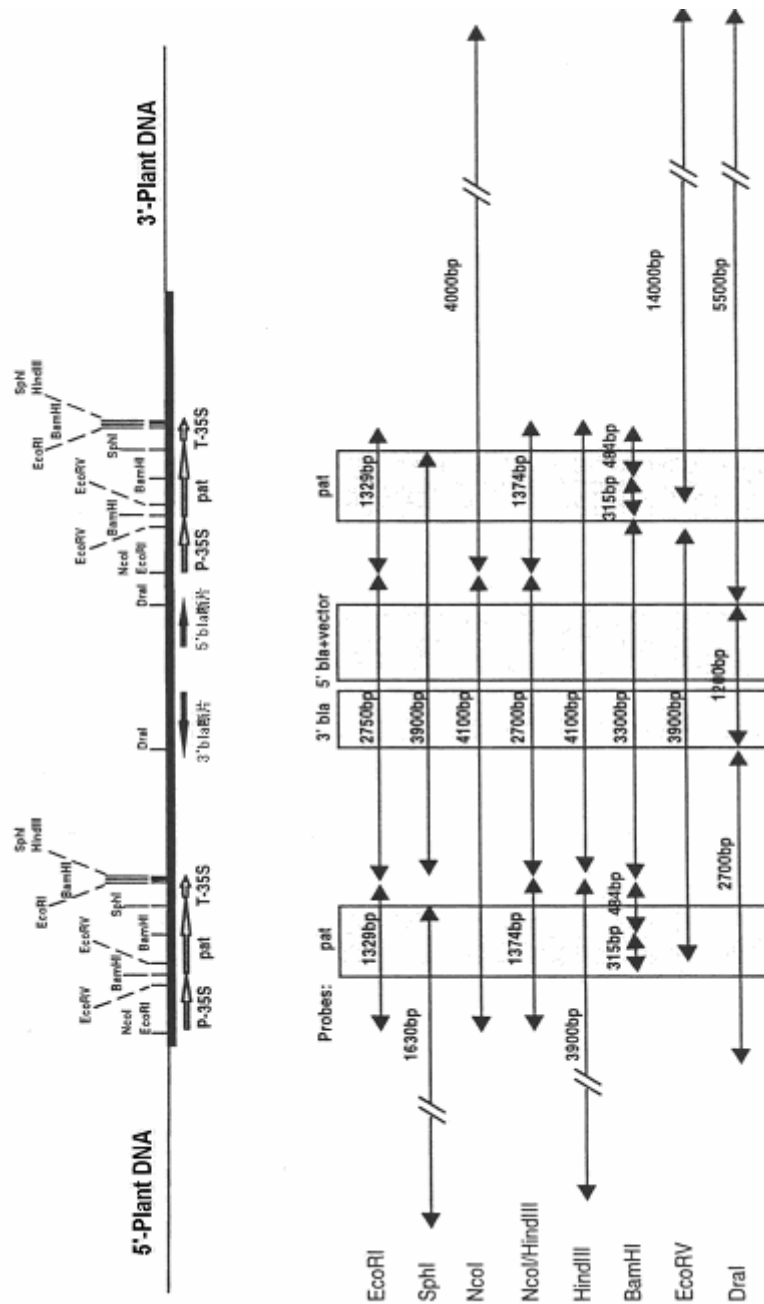 5'-Plant DNA
3'-Plant DNA
NcoI
EcoRI
EcoRV
BamHI
EcoRV
BamHI
SphI
EcoRI
BamHI
SphI
HindIII
DraI
DraI
NcoI
EcoRI
EcoRV
BamHI
EcoRV
BamHI
SphI
EcoRI
BamHI
SphI
HindIII
P-35S
pat
T-35S
3'bla断片
5'bla断片
P-35S
pat
T-35S
Probes:
pat
3' bla
5' bla+vector
pat
EcoRI
1329bp
2750bp
1329bp
SphI
1630bp
3900bp
NcoI
4100bp
4000bp
NcoI/HindIII
1374bp
2700bp
1374bp
HindIII
3900bp
4100bp
BamHI
315bp
484bp
3300bp
315bp
484bp
EcoRV
3900bp
14000bp
DraI
2700bp
1200bp
5500bp